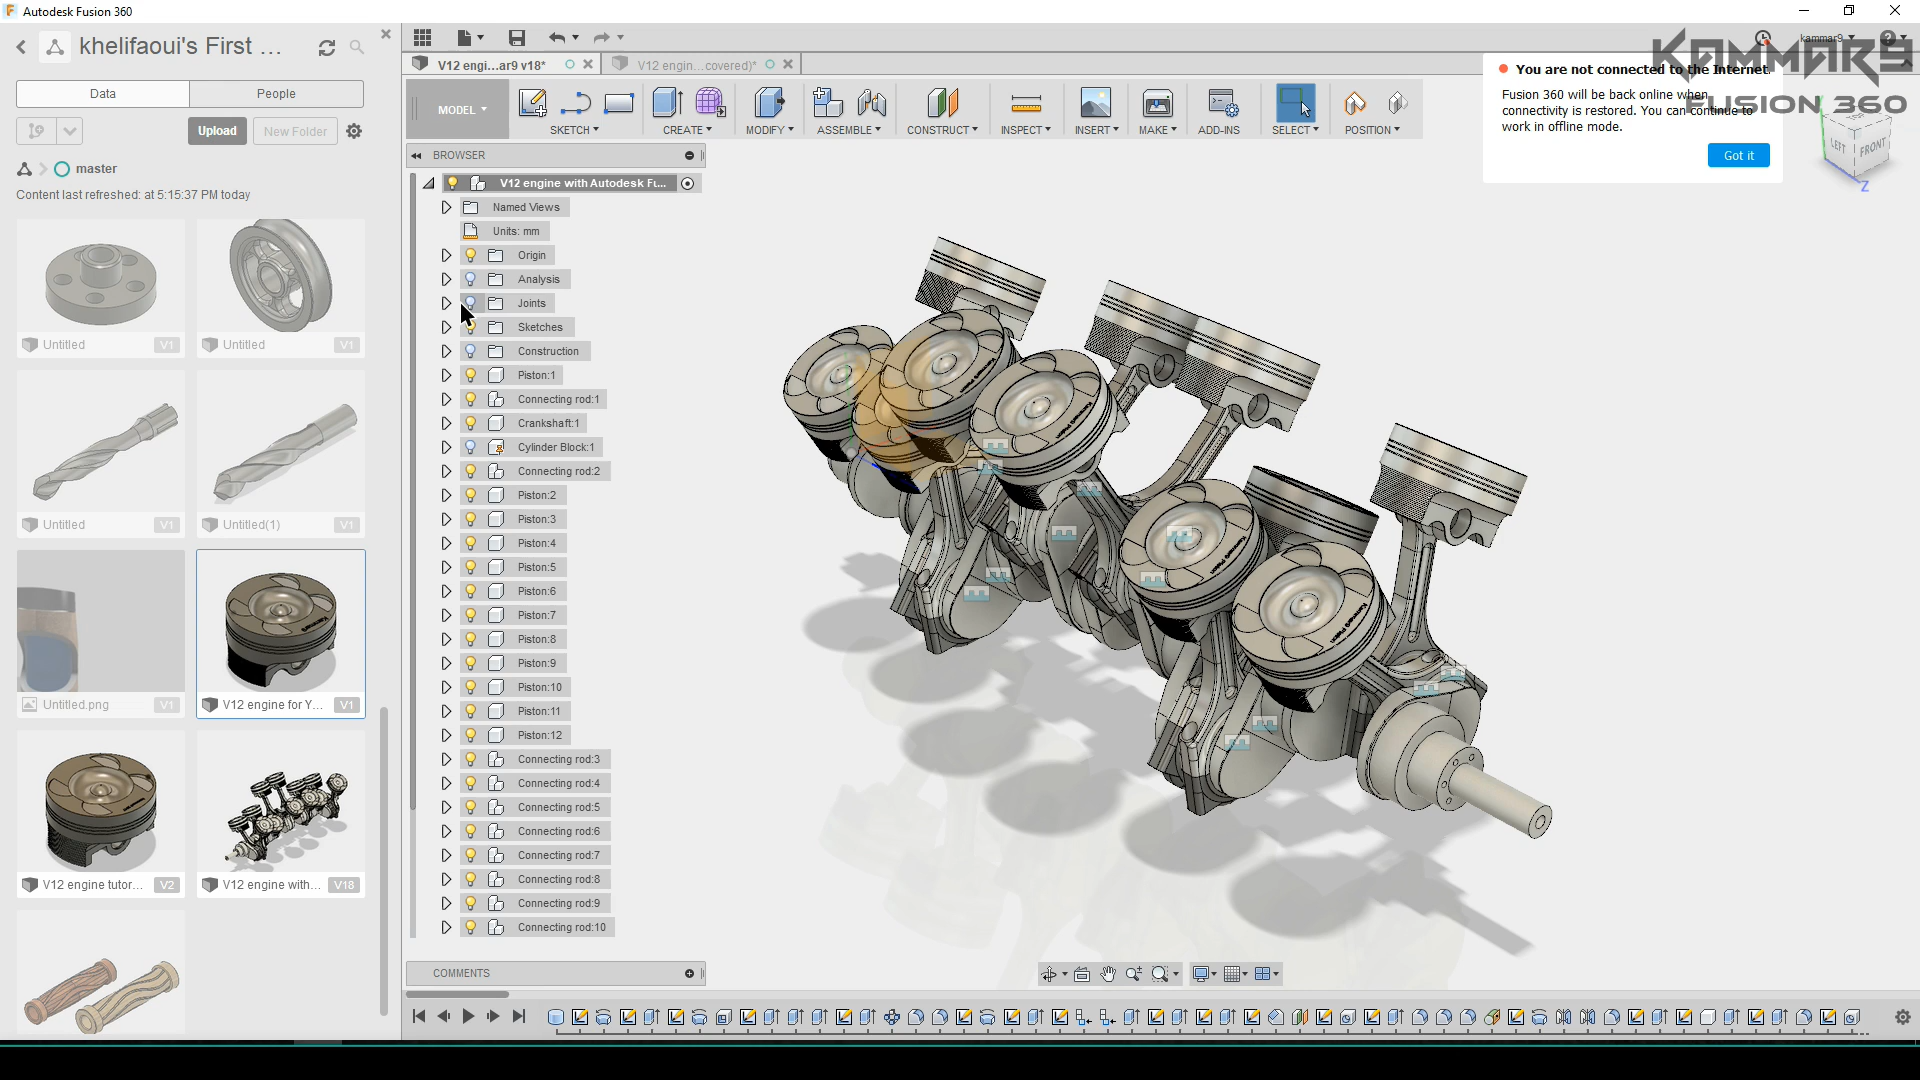 Autodesk Fusion 360
khelifaoui's First ...
Data
People
Upload
New Folder
master
Content last refreshed: at 5:15:37 PM today
Untitled V1
Untitled V1
Untitled V1
Untitled(1) V1
Untitled.png V1
V12 engine for Y... V1
V12 engine tutor... V2
V12 engine with... V18
V12 engi...ar9 v18*
V12 engin...covered)*
kammar9
KAMMAR9
FUSION 360
MODEL
SKETCH
CREATE
MODIFY
ASSEMBLE
CONSTRUCT
INSPECT
INSERT
MAKE
ADD-INS
SELECT
POSITION
You are not connected to the Internet.
Fusion 360 will be back online when
connectivity is restored. You can continue to
work in offline mode.
Got it
LEFT
FRONT
Z
BROWSER
V12 engine with Autodesk Fu...
Named Views
Units: mm
Origin
Analysis
Joints
Sketches
Construction
Piston:1
Connecting rod:1
Crankshaft:1
Cylinder Block:1
Connecting rod:2
Piston:2
Piston:3
Piston:4
Piston:5
Piston:6
Piston:7
Piston:8
Piston:9
Piston:10
Piston:11
Piston:12
Connecting rod:3
Connecting rod:4
Connecting rod:5
Connecting rod:6
Connecting rod:7
Connecting rod:8
Connecting rod:9
Connecting rod:10
COMMENTS